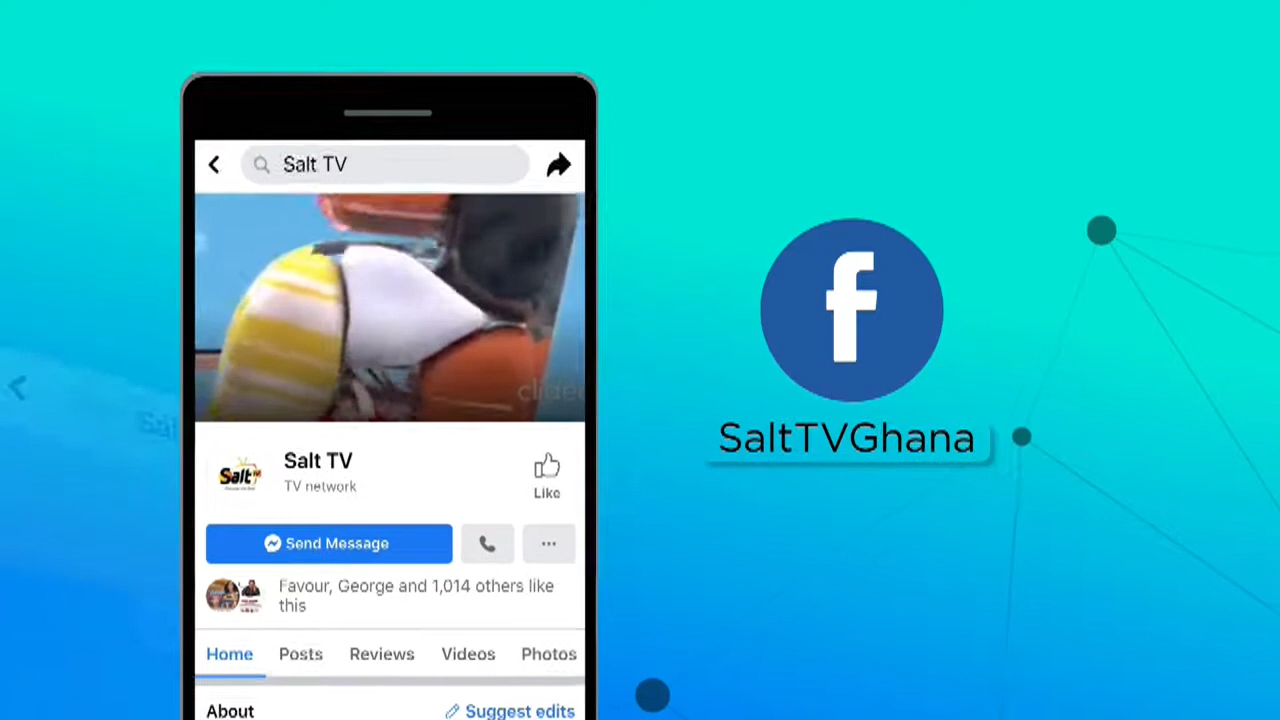 Salt TV
Salt TV
TV network
Like
Send Message
Favour, George and 1,014 others like
this
Home Posts Reviews Videos Photos
About
Suggest edits
f
SaltTVGhana
Salt